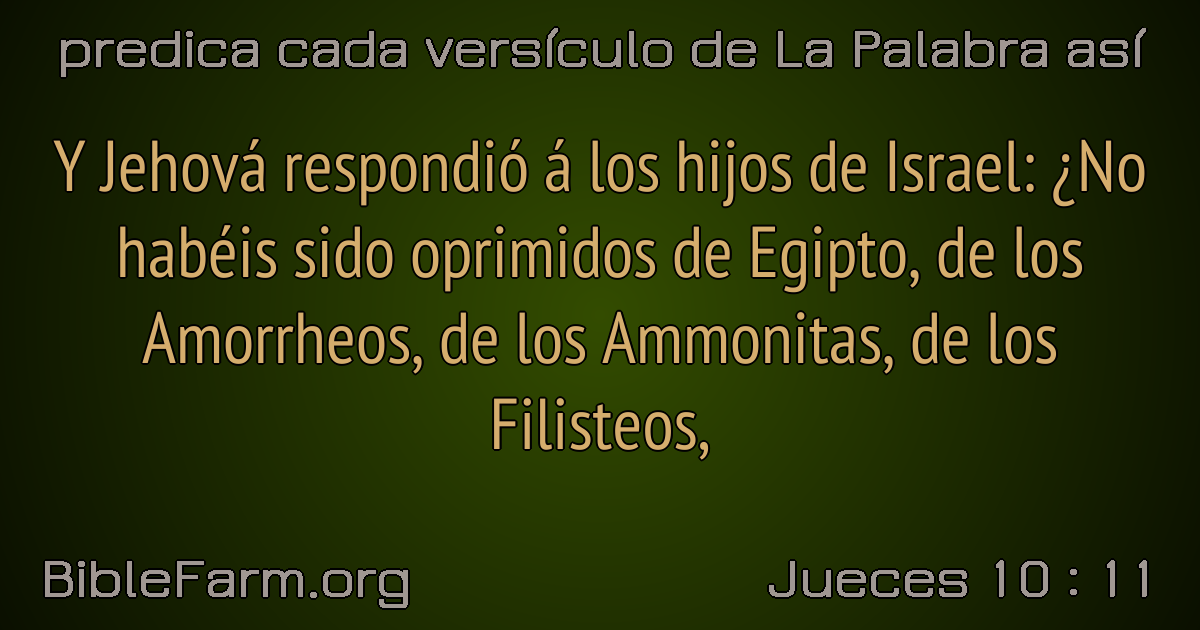 predica cada versículo de La Palabra así
Y Jehová respondió á los hijos de Israel: ¿No
habéis sido oprimidos de Egipto, de los
Amorrheos, de los Ammonitas, de los
Filisteos,
BibleFarm.org
Jueces 10 : 11